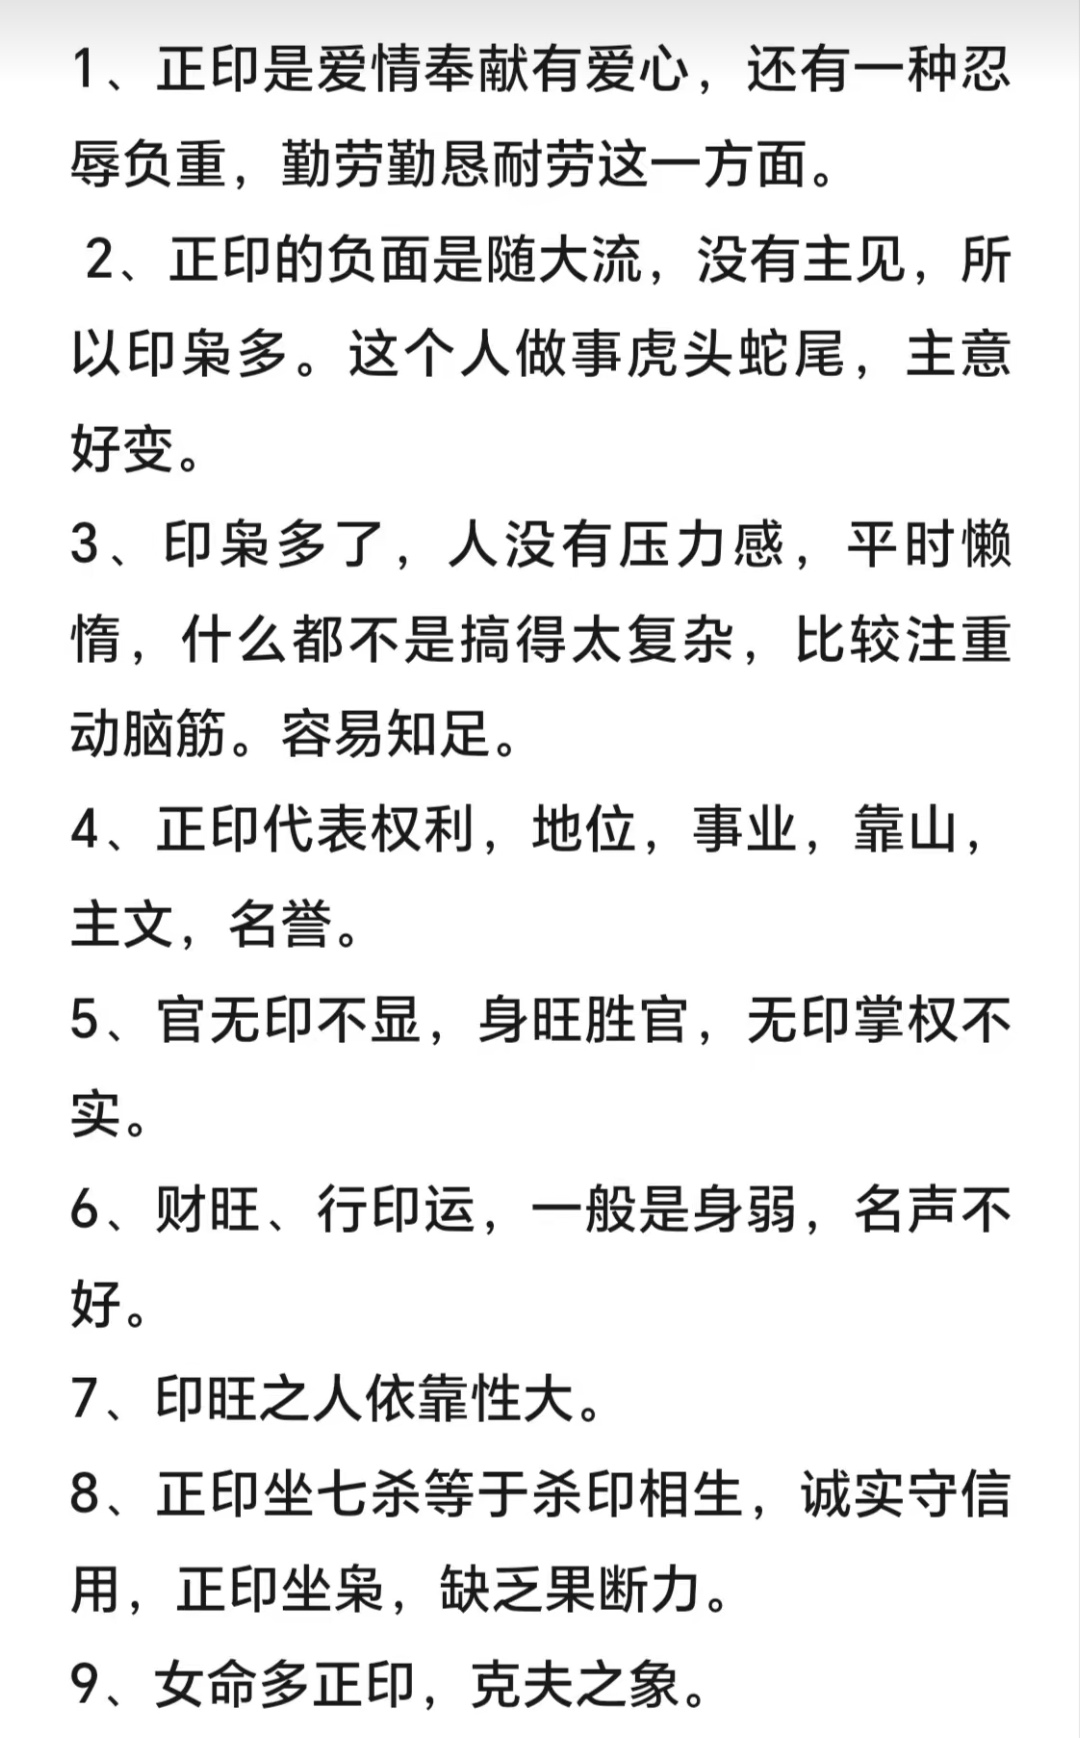 1、正印是爱情奉献有爱心，还有一种忍
辱负重，勤劳勤恳耐劳这一方面。
2、正印的负面是随大流，没有主见，所
以印枭多。这个人做事虎头蛇尾，主意
好变。
3、印枭多了，人没有压力感，平时懒
惰，什么都不是搞得太复杂，比较注重
动脑筋。容易知足。
4、正印代表权利，地位，事业，靠山，
主文，名誉。
5、官无印不显，身旺胜官，无印掌权不
实。
6、财旺、行印运，一般是身弱，名声不
好。
7、印旺之人依靠性大。
8、正印坐七杀等于杀印相生，诚实守信
用，正印坐枭，缺乏果断力。
9、女命多正印，克夫之象。